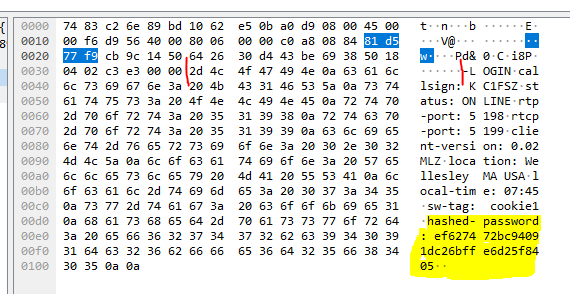 0000 74 83 c2 6e 89 bd 10 62 e5 b0 a0 d9 08 00 45 00 t··n···b ······E·
0010 00 f6 d9 56 40 00 80 06 00 00 c0 a8 08 84 81 d5 ···V@··· ········
0020 77 f9 cb 9c 14 50 64 26 30 d4 43 be 69 38 50 18 w····Pd& 0·C·i8P·
0030 04 02 c3 e3 00 00 2d 4c 4f 47 49 4e 0a 63 61 6c ······-L OGIN·cal
0040 6c 73 69 67 6e 3a 20 4b 43 31 46 53 5a 0a 73 74 lsign: K C1FSZ·st
0050 61 74 75 73 3a 20 4f 4e 4c 49 4e 45 0a 72 74 70 atus: ON LINE·rtp
0060 2d 70 6f 72 74 3a 20 35 31 39 38 0a 72 74 63 70 -port: 5 198·rtcp
0070 2d 70 6f 72 74 3a 20 35 31 39 39 0a 63 6c 69 65 -port: 5 199·clie
0080 6e 74 2d 76 65 72 73 69 6f 6e 3a 20 30 2e 30 32 nt-versi on: 0.02
0090 4d 4c 5a 0a 6c 6f 63 61 74 69 6f 6e 3a 20 57 65 MLZ·loca tion: We
00a0 6c 6c 65 73 6c 65 79 20 4d 41 20 55 53 41 0a 6c llesley MA USA·l
00b0 6f 63 61 6c 2d 74 69 6d 65 3a 20 30 37 3a 34 35 ocal-tim e: 07:45
00c0 0a 73 77 2d 74 61 67 3a 20 63 6f 6f 6b 69 65 31 ·sw-tag: cookie1
00d0 0a 68 61 73 68 65 64 2d 70 61 73 73 77 6f 72 64 ·hashed- password
00e0 3a 20 65 66 36 32 37 34 37 32 62 63 39 34 30 39 : ef6274 72bc9409
00f0 31 64 63 32 36 62 66 66 65 36 64 32 35 66 38 34 1dc26bff e6d25f84
0100 30 35 0a 0a 05··